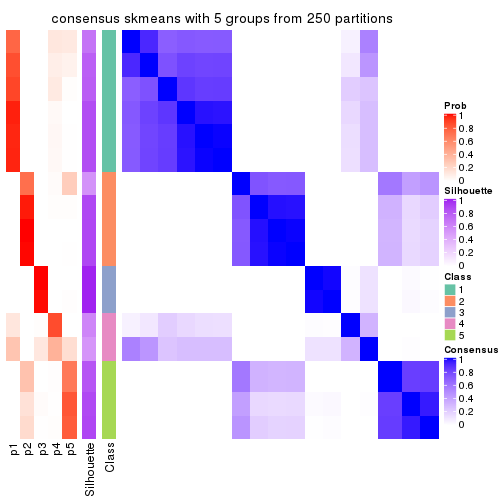 consensus skmeans with 5 groups from 250 partitions
p1
p2
p3
p4
p5
Silhouette
Class
Prob
1
0.8
0.6
0.4
0.2
0
Silhouette
1
0.8
0.6
0.4
0.2
0
Class
1
2
3
4
5
Consensus
1
0.8
0.6
0.4
0.2
0